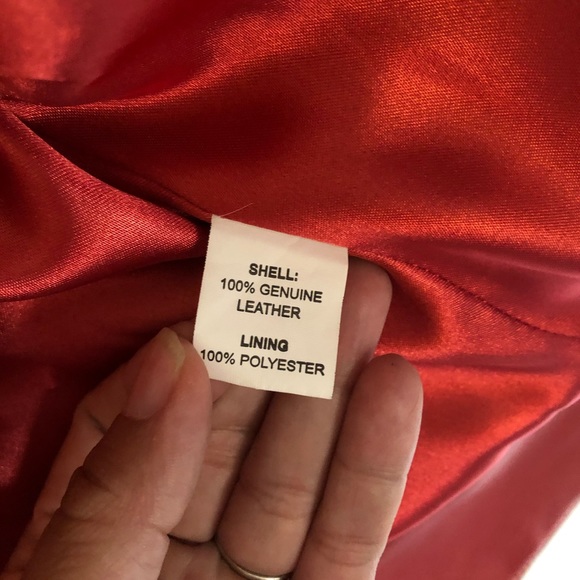 SHELL:
100% GENUINE
LEATHER
LINING
100% POLYESTER